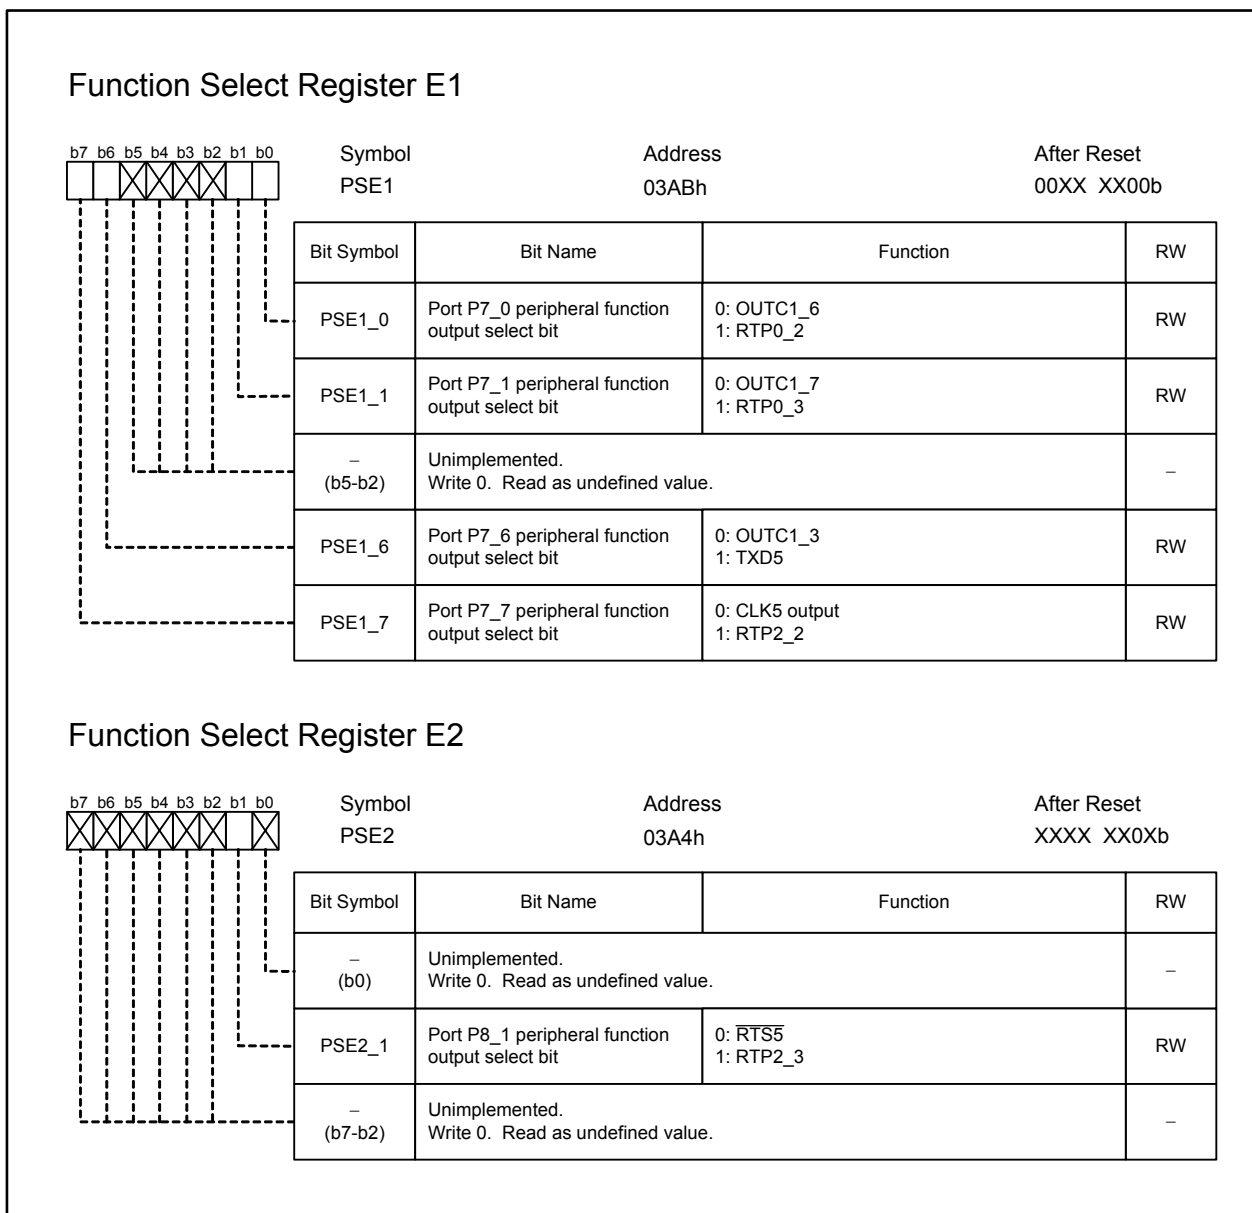 Function Select Register E1
b7 b6 b5 b4 b3 b2 b1 b0
Symbol Address After Reset
PSE1 03ABh 00XX XX00b
Bit Symbol Bit Name Function RW
PSE1_0 Port P7_0 peripheral function output select bit 0: OUTC1_6 1: RTP0_2 RW
PSE1_1 Port P7_1 peripheral function output select bit 0: OUTC1_7 1: RTP0_3 RW
– (b5-b2) Unimplemented. Write 0. Read as undefined value. –
PSE1_6 Port P7_6 peripheral function output select bit 0: OUTC1_3 1: TXD5 RW
PSE1_7 Port P7_7 peripheral function output select bit 0: CLK5 output 1: RTP2_2 RW
Function Select Register E2
b7 b6 b5 b4 b3 b2 b1 b0
Symbol Address After Reset
PSE2 03A4h XXXX XX0Xb
Bit Symbol Bit Name Function RW
– (b0) Unimplemented. Write 0. Read as undefined value. –
PSE2_1 Port P8_1 peripheral function output select bit 0: R̅T̅S̅5̅ 1: RTP2_3 RW
– (b7-b2) Unimplemented. Write 0. Read as undefined value. –